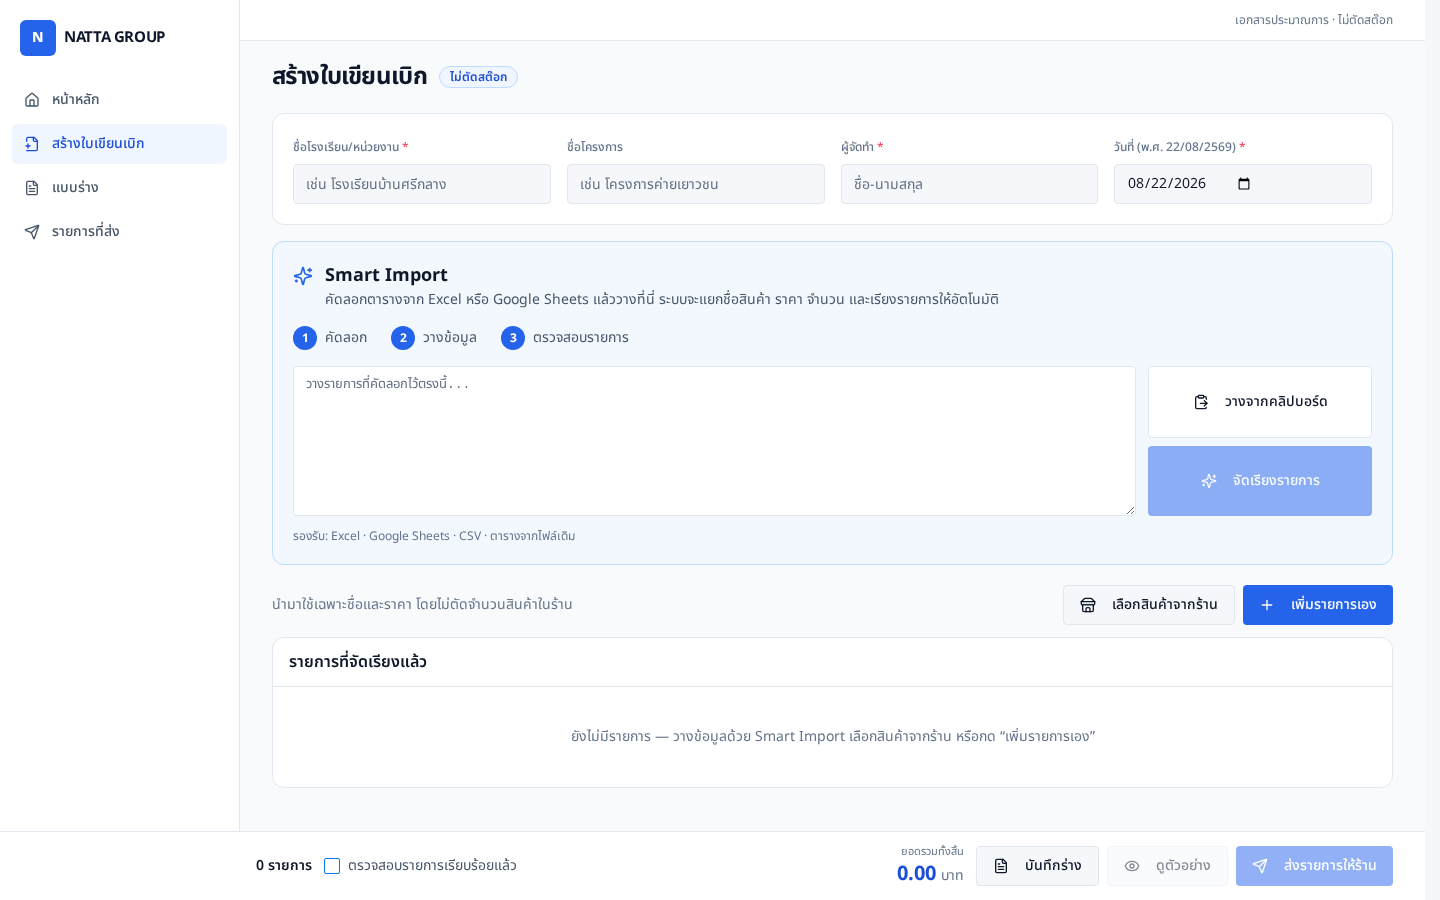 N NATTA GROUP
เอกสารประมาณการ · ไม่ตัดสต๊อก
หน้าหลัก
สร้างใบเขียนเบิก
แบบร่าง
รายการที่ส่ง
สร้างใบเขียนเบิก ไม่ตัดสต๊อก
ชื่อโรงเรียน/หน่วยงาน * ชื่อโครงการ ผู้จัดทำ * วันที่ (พ.ศ. 22/08/2569) *
เช่น โรงเรียนบ้านศรีกลาง เช่น โครงการค่ายเยาวชน ชื่อ-นามสกุล 08/22/2026
Smart Import
คัดลอกตารางจาก Excel หรือ Google Sheets แล้ววางที่นี่ ระบบจะแยกชื่อสินค้า ราคา จำนวน และเรียงรายการให้อัตโนมัติ
1 คัดลอก 2 วางข้อมูล 3 ตรวจสอบรายการ
วางรายการที่คัดลอกไว้ตรงนี้...
วางจากคลิปบอร์ด
จัดเรียงรายการ
รองรับ: Excel · Google Sheets · CSV · ตารางจากไฟล์เดิม
นำมาใช้เฉพาะชื่อและราคา โดยไม่ตัดจำนวนสินค้าในร้าน เลือกสินค้าจากร้าน เพิ่มรายการเอง
รายการที่จัดเรียงแล้ว
ยังไม่มีรายการ — วางข้อมูลด้วย Smart Import เลือกสินค้าจากร้าน หรือกด “เพิ่มรายการเอง”
0 รายการ ตรวจสอบรายการเรียบร้อยแล้ว
ยอดรวมทั้งสิ้น
0.00 บาท
บันทึกร่าง ดูตัวอย่าง ส่งรายการให้ร้าน